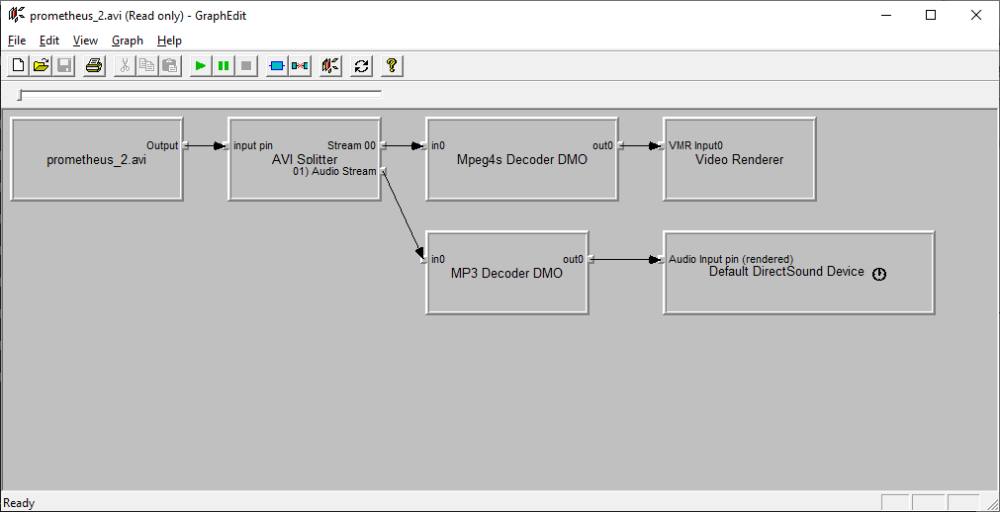 prometheus_2.avi (Read only) - GraphEdit
File Edit View Graph Help
Output input pin Stream 00 in0 out0 VMR Input0
prometheus_2.avi AVI Splitter Mpeg4s Decoder DMO Video Renderer
01) Audio Stream
in0 out0 Audio Input pin (rendered)
MP3 Decoder DMO Default DirectSound Device
Ready